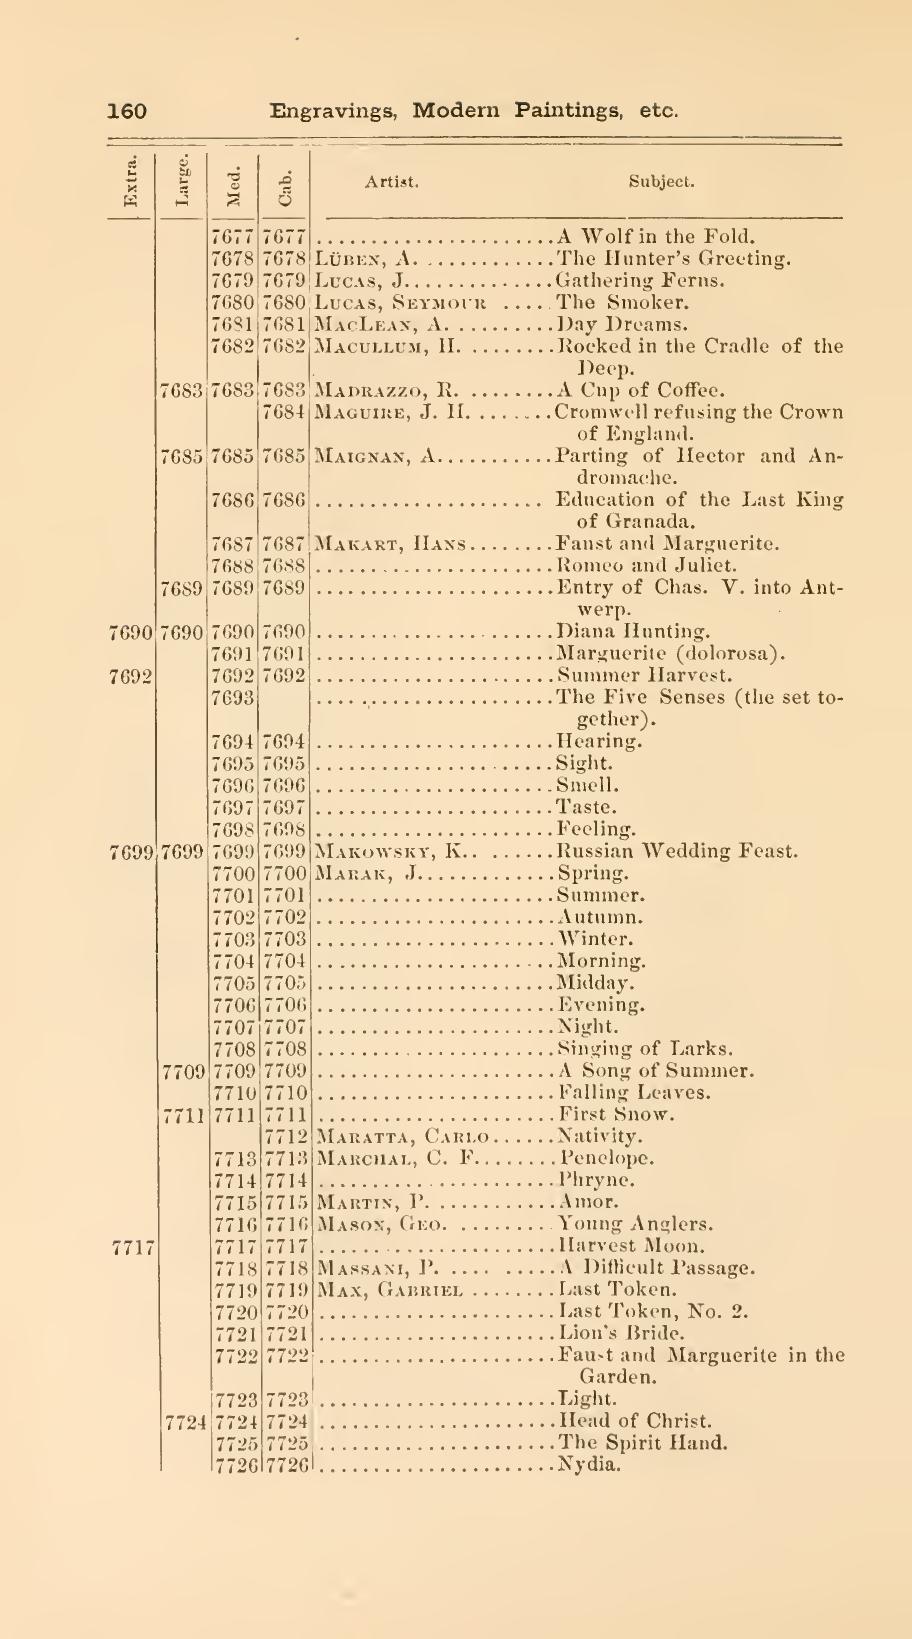 160 Engravings, Modern Paintings, etc.
Extra. Large. Med. Cab. Artist. Subject.
7677 7677 ......................A Wolf in the Fold.
7678 7678 LÜBEN, A. ............The Hunter's Greeting.
7679 7679 LUCAS, J..............Gathering Ferns.
7680 7680 LUCAS, SEYMOUR .....The Smoker.
7681 7681 MACLEAN, A. ..........Day Dreams.
7682 7682 MACULLUM, H. ........Rocked in the Cradle of the
Deep.
7683 7683 7683 MADRAZZO, R. ........A Cup of Coffee.
7684 MAGUIRE, J. H. .......Cromwell refusing the Crown
of England.
7685 7685 7685 MAIGNAN, A...........Parting of Hector and An-
dromache.
7686 7686 ..................... Education of the Last King
of Granada.
7687 7687 MAKART, HANS........Faust and Marguerite.
7688 7688 ......................Romeo and Juliet.
7689 7689 7689 ......................Entry of Chas. V. into Ant-
werp.
7690 7690 7690 7690 ......................Diana Hunting.
7691 7691 ......................Marguerite (dolorosa).
7692 7692 7692 ......................Summer Harvest.
7693 ......................The Five Senses (the set to-
gether).
7694 7694 ......................Hearing.
7695 7695 ......................Sight.
7696 7696 ......................Smell.
7697 7697 ......................Taste.
7698 7698 ......................Feeling.
7699 7699 7699 7699 MAKOWSKY, K.. ......Russian Wedding Feast.
7700 7700 MARAK, J.............Spring.
7701 7701 ......................Summer.
7702 7702 ......................Autumn.
7703 7703 ......................Winter.
7704 7704 ......................Morning.
7705 7705 ......................Midday.
7706 7706 ......................Evening.
7707 7707 ......................Night.
7708 7708 ......................Singing of Larks.
7709 7709 7709 ......................A Song of Summer.
7710 7710 ......................Falling Leaves.
7711 7711 7711 ......................First Snow.
7712 MARATTA, CARLO......Nativity.
7713 7713 MARCHAL, C. F........Penelope.
7714 7714 ......................Phryne.
7715 7715 MARTIN, P. ............Amor.
7716 7716 MASON, GEO. .........Young Anglers.
7717 7717 7717 ......................Harvest Moon.
7718 7718 MASSANI, P. .... .....A Difficult Passage.
7719 7719 MAX, GABRIEL ........Last Token.
7720 7720 ......................Last Token, No. 2.
7721 7721 ......................Lion's Bride.
7722 7722 ......................Faust and Marguerite in the
Garden.
7723 7723 ......................Light.
7724 7724 7724 ......................Head of Christ.
7725 7725 ......................The Spirit Hand.
7726 7726 ......................Nydia.